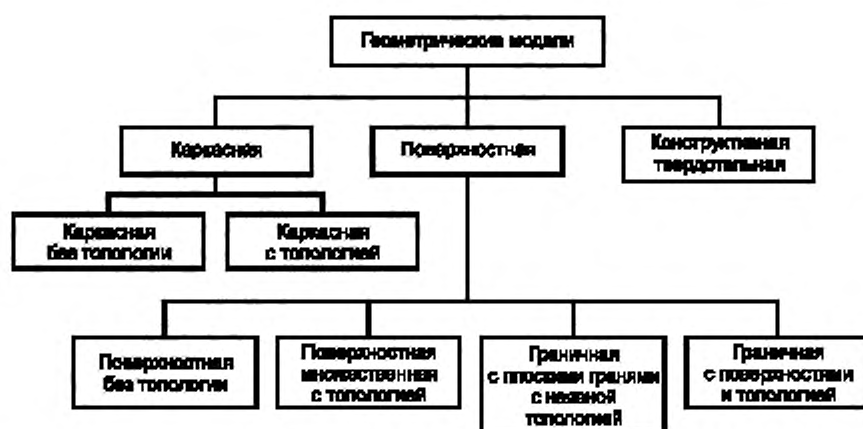 Геометрические модели
Каркасная
Поверхностная
Конструктивная
твердотельная
Каркасная
без топологии
Каркасная
с топологией
Поверхностная
без топологии
Поверхностная
множественная
с топологией
Граничная
с плоскими гранями
с неявной
топологией
Граничная
с поверхностями
и топологией